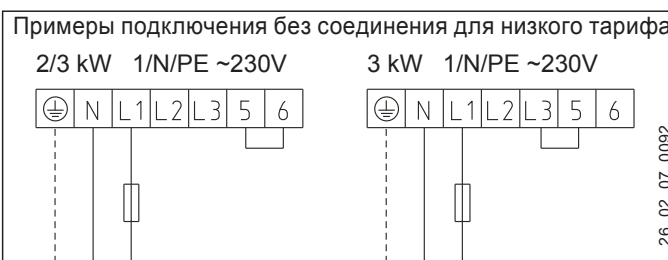 Примеры подключения без соединения для низкого тарифа
2/3 kW 1/N/PE ~230V
3 kW 1/N/PE ~230V
N L1 L2 L3 5 6
N L1 L2 L3 5 6
26_02_07_0092